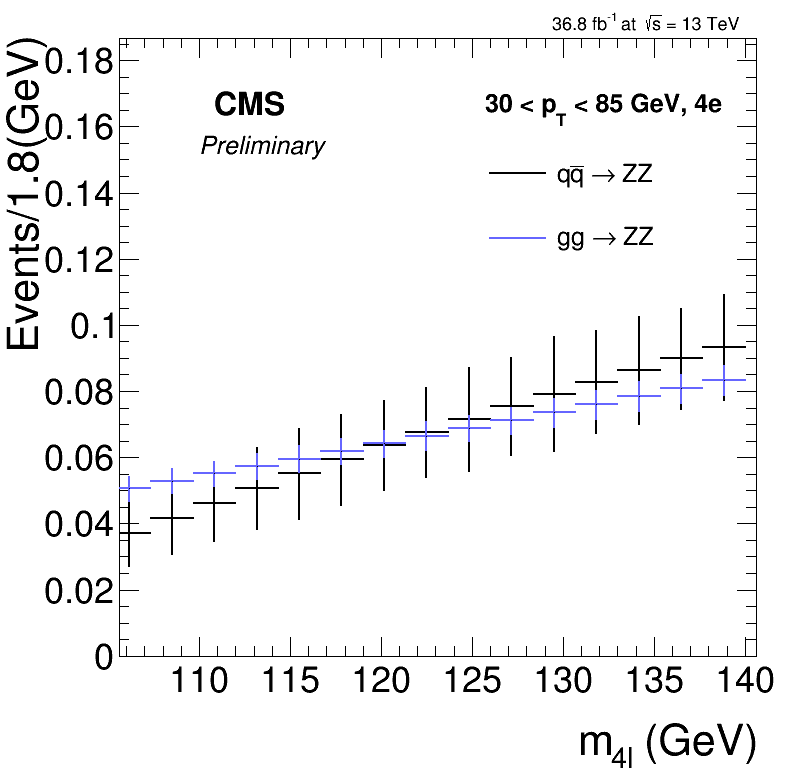 36.8 fb⁻¹ at √s = 13 TeV
CMS
Preliminary
30 < p_T < 85 GeV, 4e
qq̅ → ZZ
gg → ZZ
Events/1.8(GeV)
0.18
0.16
0.14
0.12
0.1
0.08
0.06
0.04
0.02
0
110 115 120 125 130 135 140
m_4l (GeV)